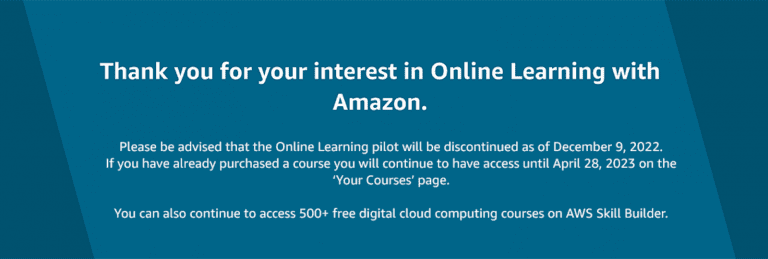 Thank you for your interest in Online Learning with
Amazon.
Please be advised that the Online Learning pilot will be discontinued as of December 9, 2022.
If you have already purchased a course you will continue to have access until April 28, 2023 on the
‘Your Courses’ page.
You can also continue to access 500+ free digital cloud computing courses on AWS Skill Builder.